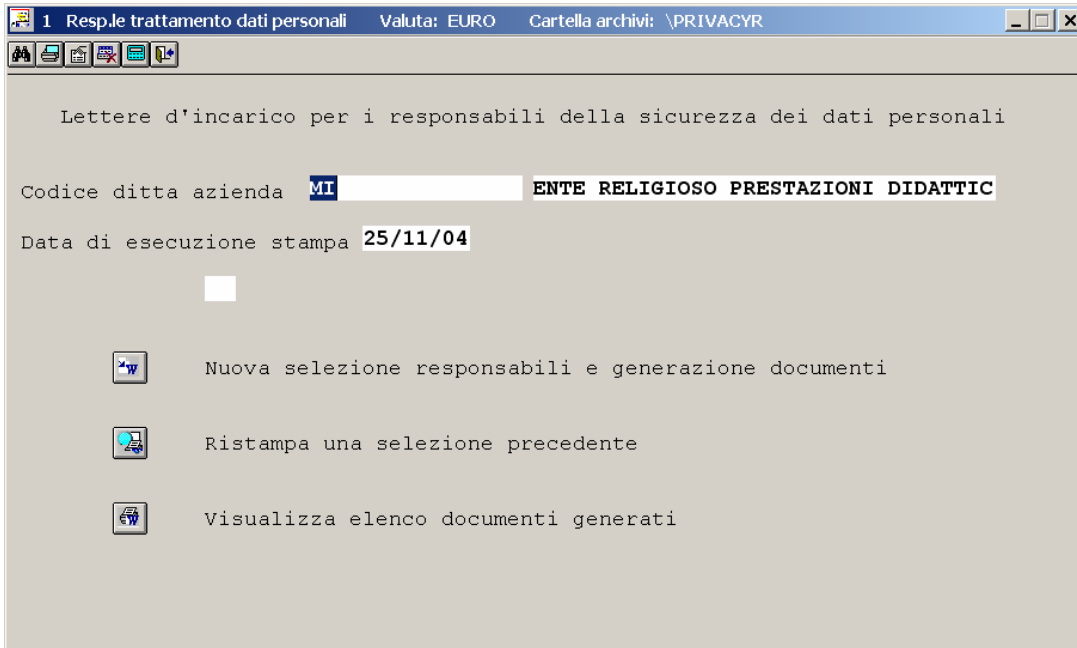 1 Resp.le trattamento dati personali Valuta: EURO Cartella archivi: \PRIVACYR
Lettere d'incarico per i responsabili della sicurezza dei dati personali
Codice ditta azienda MI ENTE RELIGIOSO PRESTAZIONI DIDATTIC
Data di esecuzione stampa 25/11/04
Nuova selezione responsabili e generazione documenti
Ristampa una selezione precedente
Visualizza elenco documenti generati